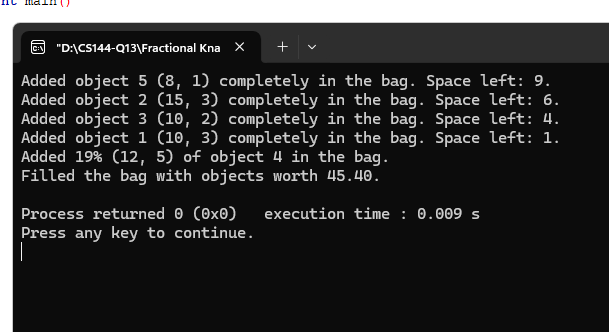 nt main()
"D:\CS144-Q13\Fractional Kna
Added object 5 (8, 1) completely in the bag. Space left: 9.
Added object 2 (15, 3) completely in the bag. Space left: 6.
Added object 3 (10, 2) completely in the bag. Space left: 4.
Added object 1 (10, 3) completely in the bag. Space left: 1.
Added 19% (12, 5) of object 4 in the bag.
Filled the bag with objects worth 45.40.
Process returned 0 (0x0)   execution time : 0.009 s
Press any key to continue.